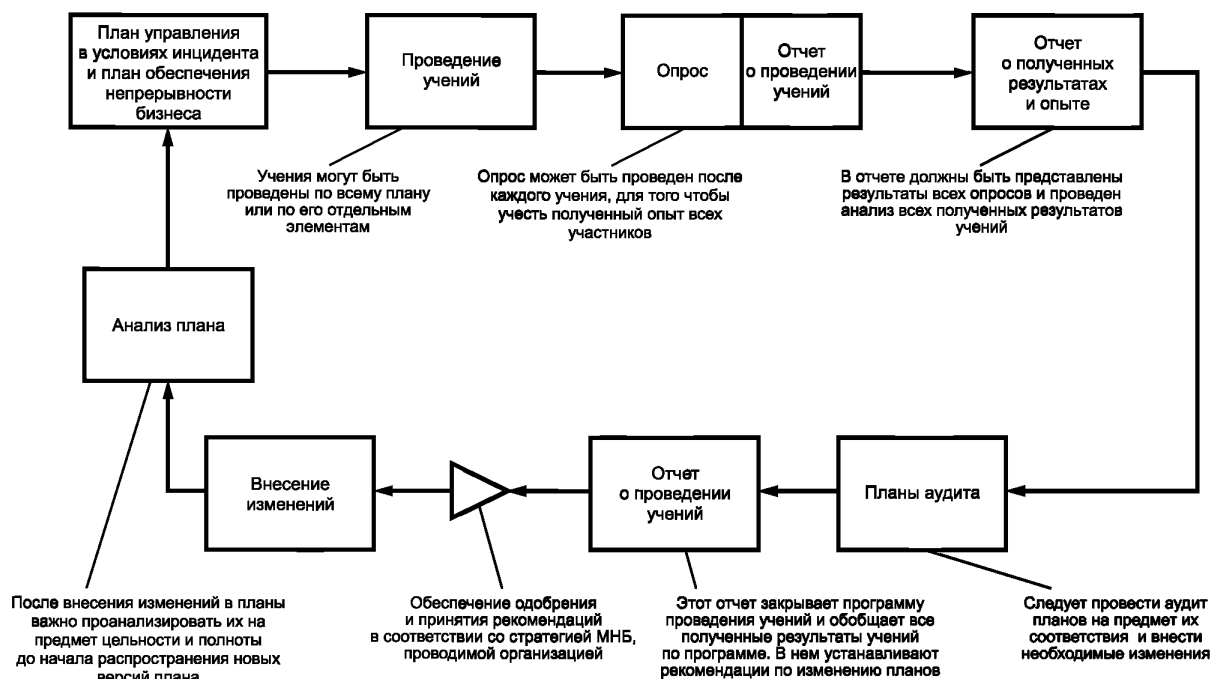 План управления
в условиях инцидента
и план обеспечения
непрерывности
бизнеса
Проведение
учений
Опрос
Отчет
о проведении
учений
Отчет
о полученных
результатах
и опыте
Учения могут быть
проведены по всему плану
или по его отдельным
элементам
Опрос может быть проведен после
каждого учения, для того чтобы
учесть полученный опыт всех
участников
В отчете должны быть представлены
результаты всех опросов и проведен
анализ всех полученных результатов
учений
Анализ плана
Внесение
изменений
Отчет
о проведении
учений
Планы аудита
После внесения изменений в планы
важно проанализировать их на
предмет цельности и полноты
до начала распространения новых
версий плана
Обеспечение одобрения
и принятия рекомендаций
в соответствии со стратегией МНБ,
проводимой организацией
Этот отчет закрывает программу
проведения учений и обобщает все
полученные результаты учений
по программе. В нем устанавливают
рекомендации по изменению планов
Следует провести аудит
планов на предмет их
соответствия и внести
необходимые изменения